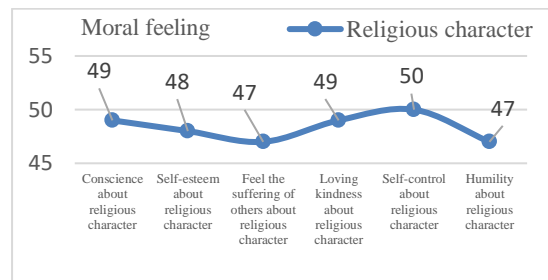 Moral feeling
Religious character
55
50
45
49
48
47
49
50
47
Conscience
about
religious
character
Self-esteem
about
religious
character
Feel the
suffering of
others about
religious
character
Loving
kindness
about
religious
character
Self-control
about
religious
character
Humility
about
religious
character